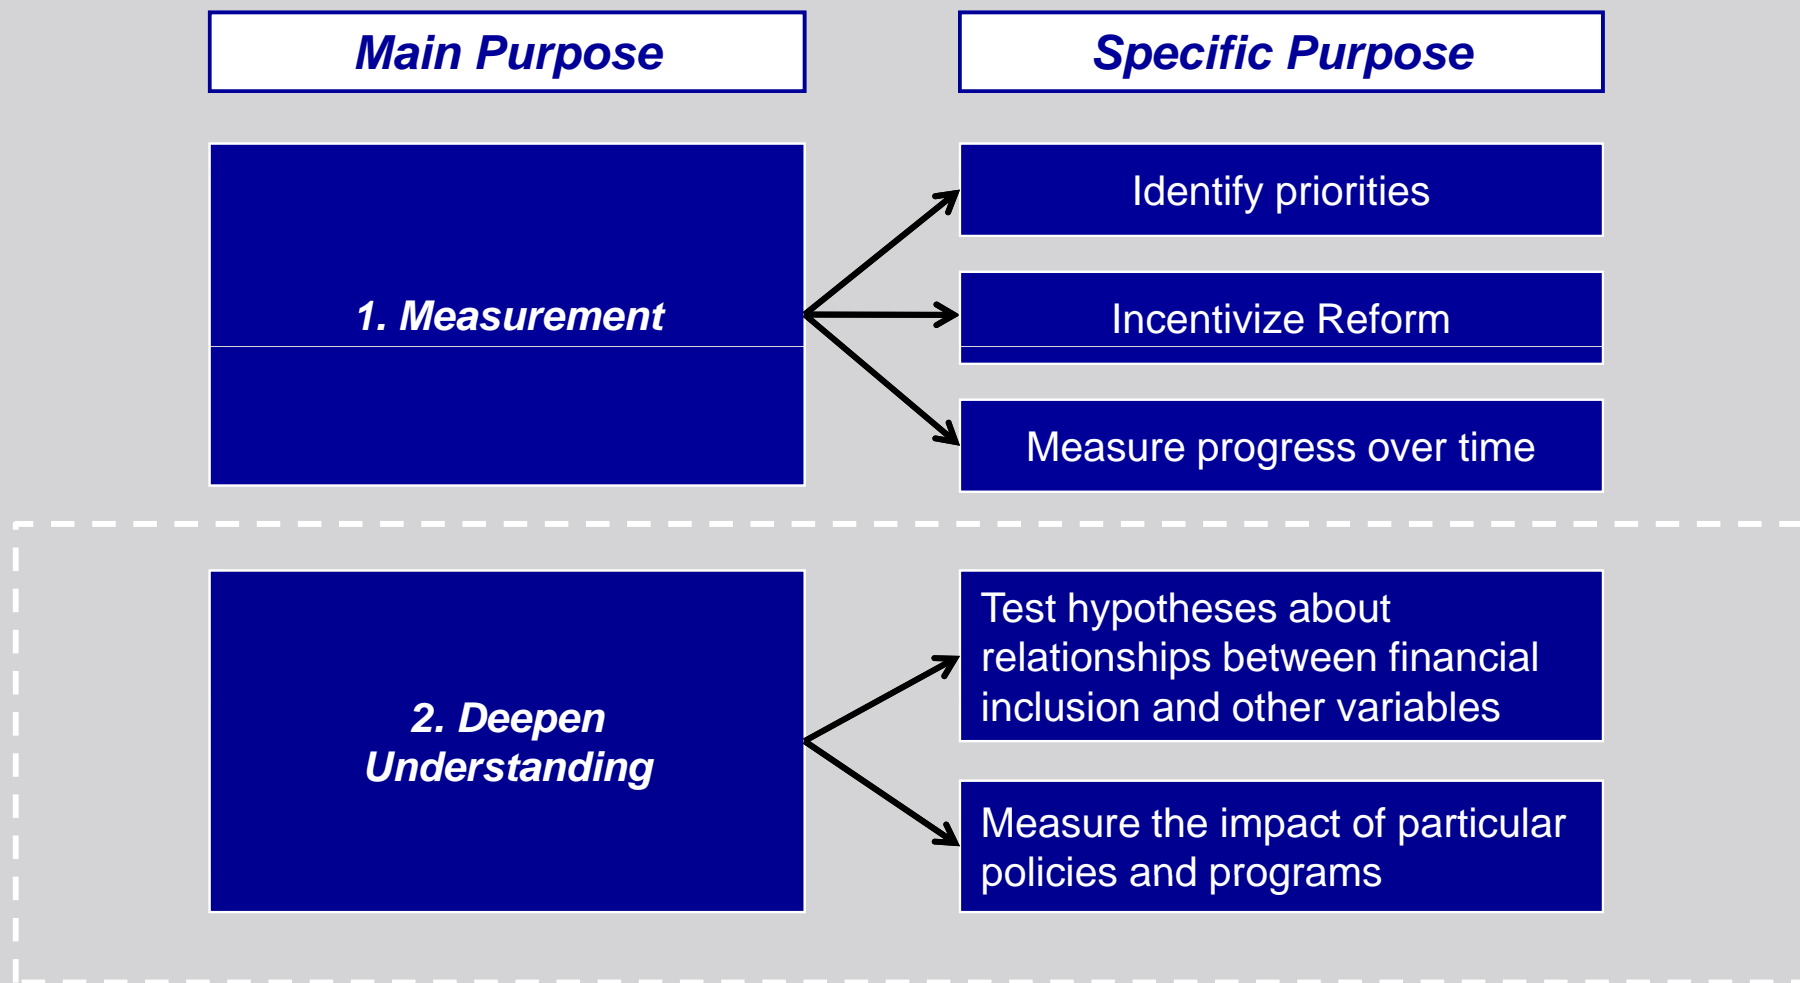 Main Purpose
Specific Purpose
1. Measurement
Identify priorities
Incentivize Reform
Measure progress over time
2. Deepen
Understanding
Test hypotheses about
relationships between financial
inclusion and other variables
Measure the impact of particular
policies and programs